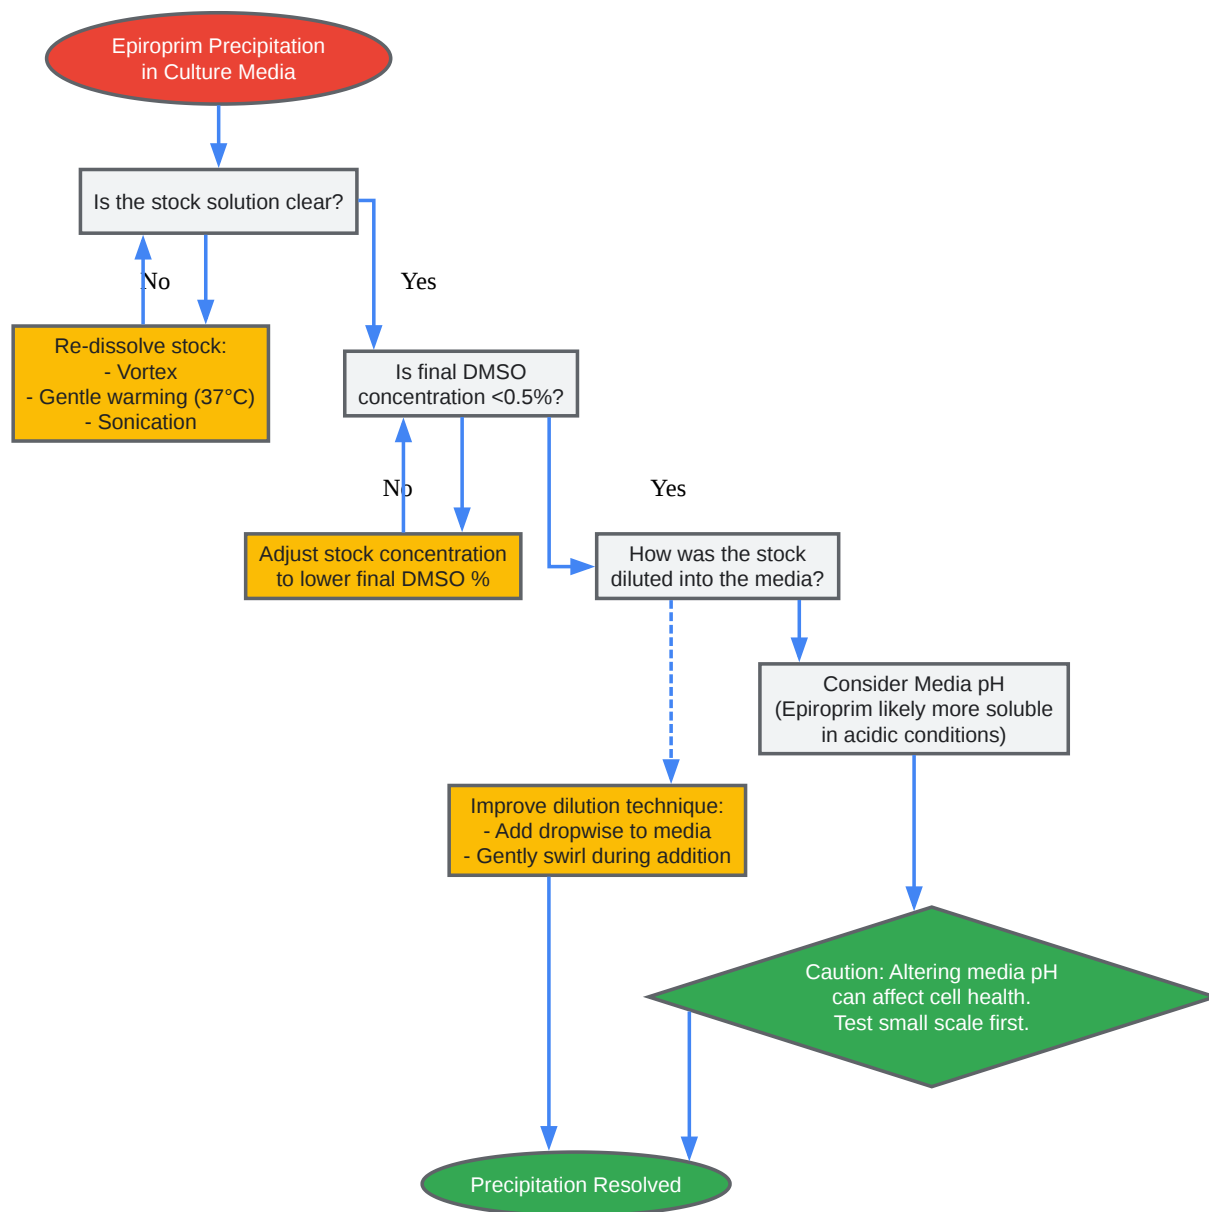 Epiroprim Precipitation
in Culture Media
Is the stock solution clear?
No
Yes
Re-dissolve stock:
- Vortex
- Gentle warming (37°C)
- Sonication
Is final DMSO
concentration <0.5%?
No
Yes
Adjust stock concentration
to lower final DMSO %
How was the stock
diluted into the media?
Consider Media pH
(Epiroprim likely more soluble
in acidic conditions)
Improve dilution technique:
- Add dropwise to media
- Gently swirl during addition
Caution: Altering media pH
can affect cell health.
Test small scale first.
Precipitation Resolved